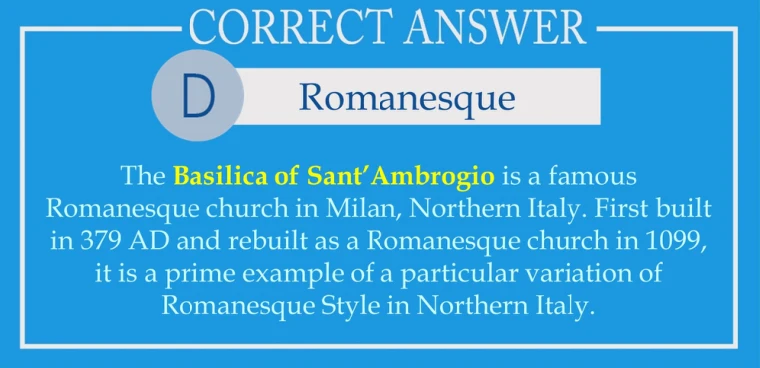 CORRECT ANSWER
D
Romanesque
The Basilica of Sant’Ambrogio is a famous
Romanesque church in Milan, Northern Italy. First built
in 379 AD and rebuilt as a Romanesque church in 1099,
it is a prime example of a particular variation of
Romanesque Style in Northern Italy.